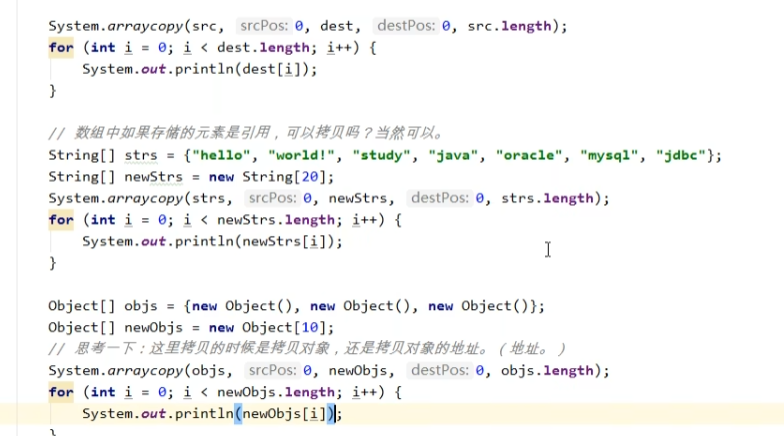 System.arraycopy(src, srcPos: 0, dest, destPos: 0, src.length);
for (int i = 0; i < dest.length; i++) {
System.out.println(dest[i]);
}
// 数组中如果存储的元素是引用，可以拷贝吗？当然可以。
String[] strs = {"hello", "world!", "study", "java", "oracle", "mysql", "jdbc"};
String[] newStrs = new String[20];
System.arraycopy(strs, srcPos: 0, newStrs, destPos: 0, strs.length);
for (int i = 0; i < newStrs.length; i++) {
System.out.println(newStrs[i]);
}
Object[] objs = {new Object(), new Object(), new Object()};
Object[] newObjs = new Object[10];
// 思考一下：这里拷贝的时候是拷贝对象，还是拷贝对象的地址。（地址。）
System.arraycopy(objs, srcPos: 0, newObjs, destPos: 0, objs.length);
for (int i = 0; i < newObjs.length; i++) {
System.out.println(newObjs[i]);
}